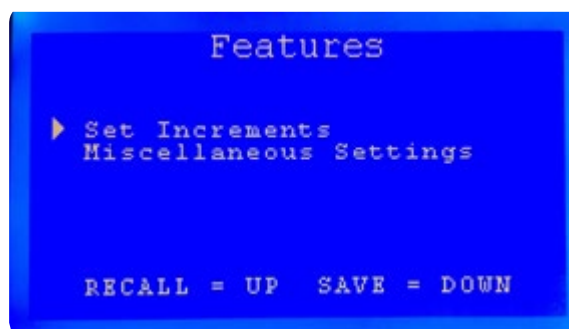 Features
Set Increments
Miscellaneous Settings
RECALL = UP SAVE = DOWN